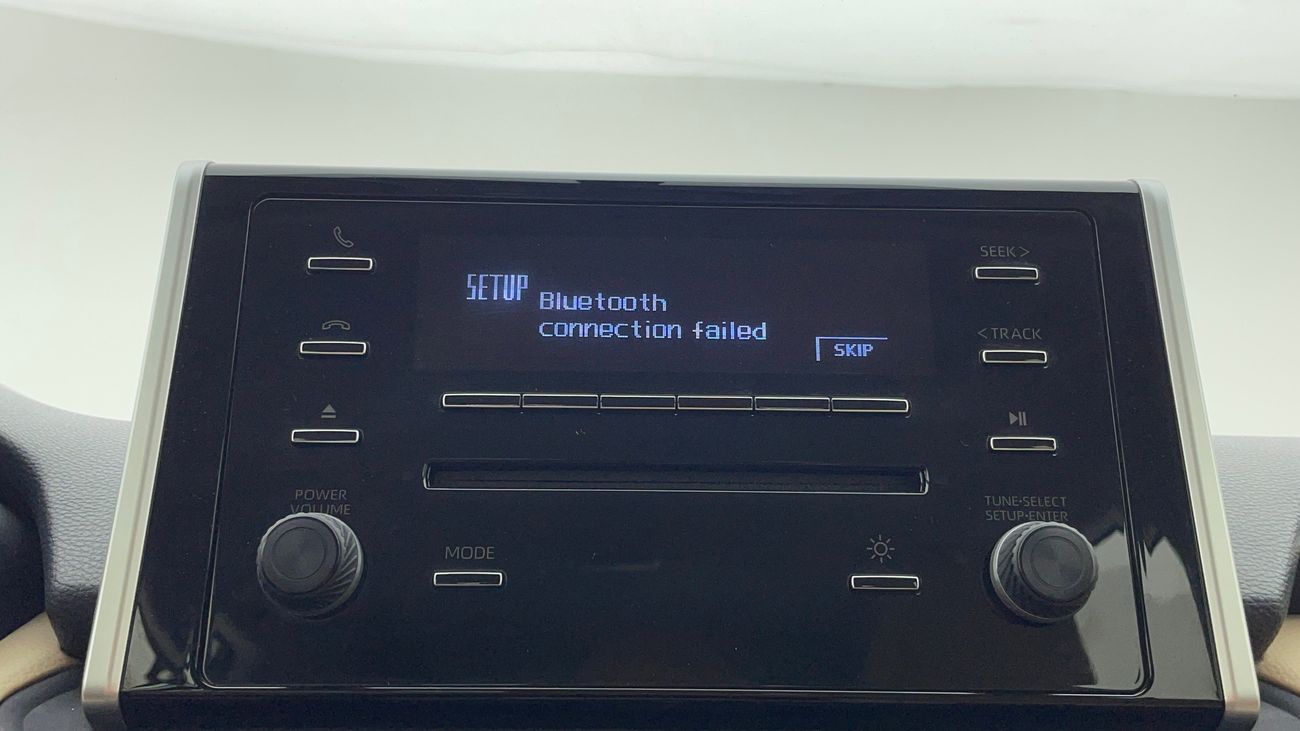 SETUP
Bluetooth
connection failed
SKIP
SEEK >
< TRACK
POWER
VOLUME
MODE
TUNE•SELECT
SETUP•ENTER